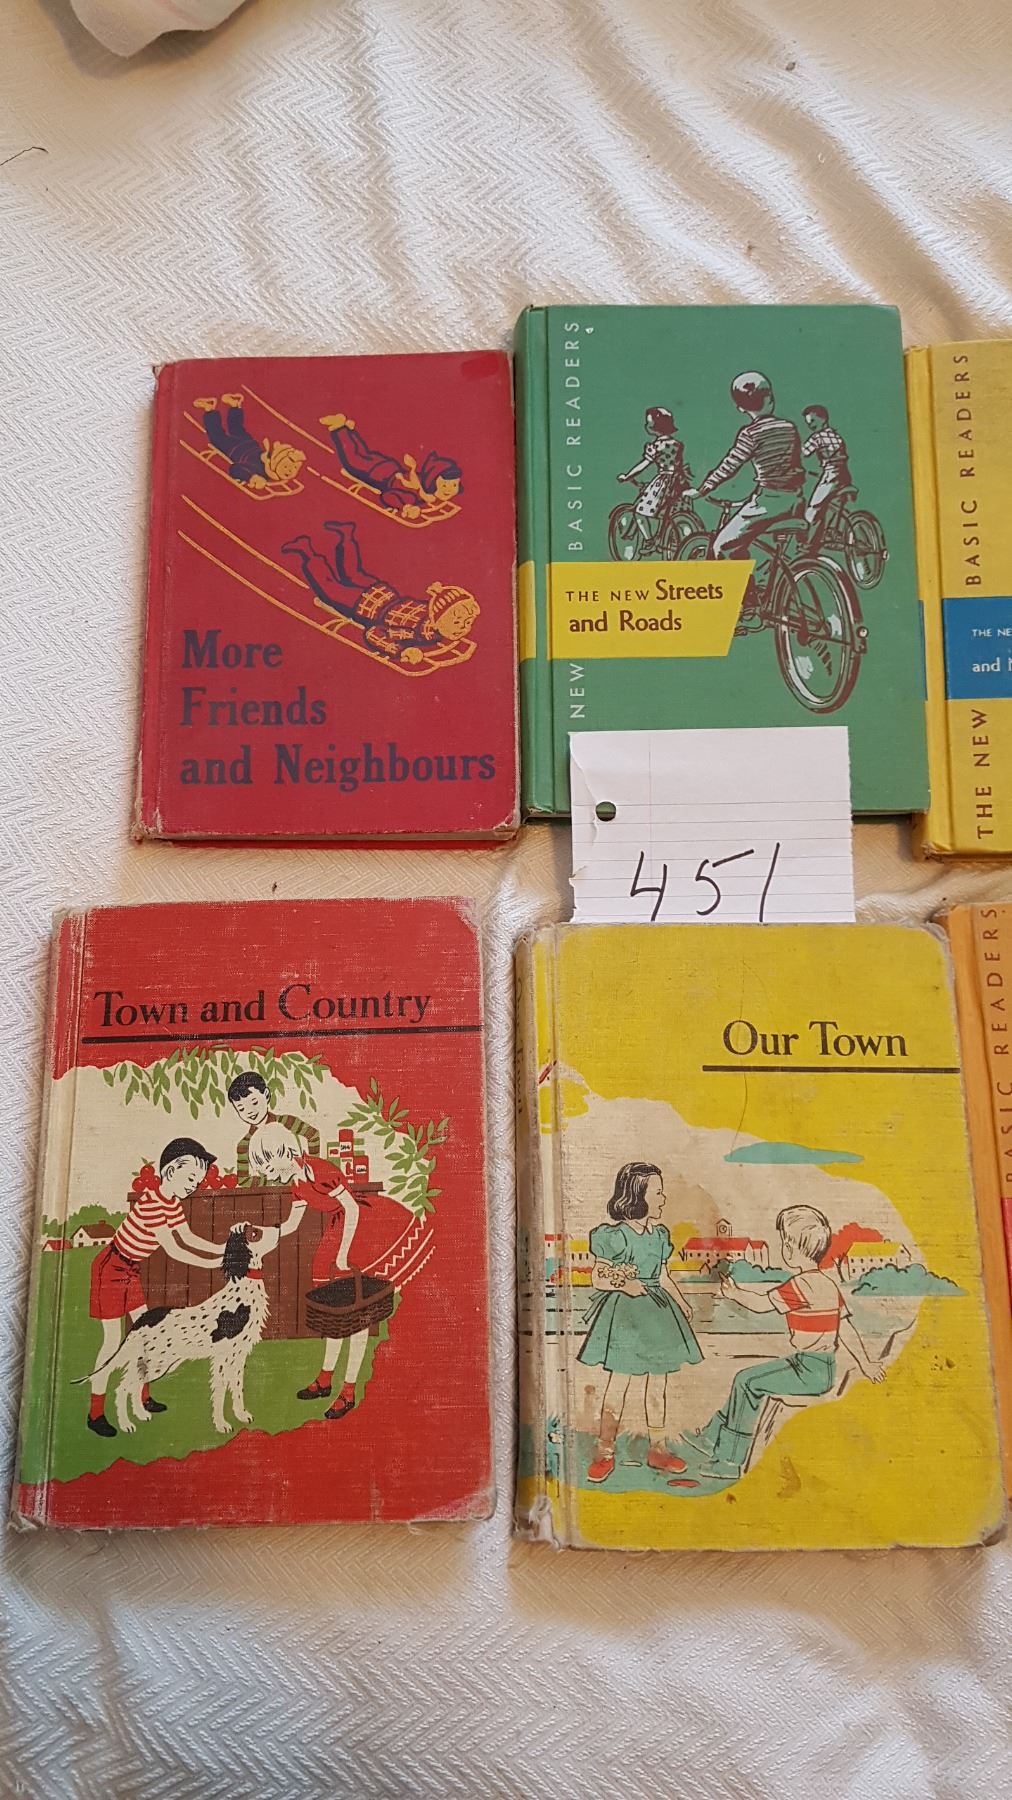 More
Friends
and Neighbours
NEW BASIC READERS
THE NEW Streets
and Roads
THE NEW BASIC READERS
THE
and
451
Town and Country
Our Town
BASIC READERS